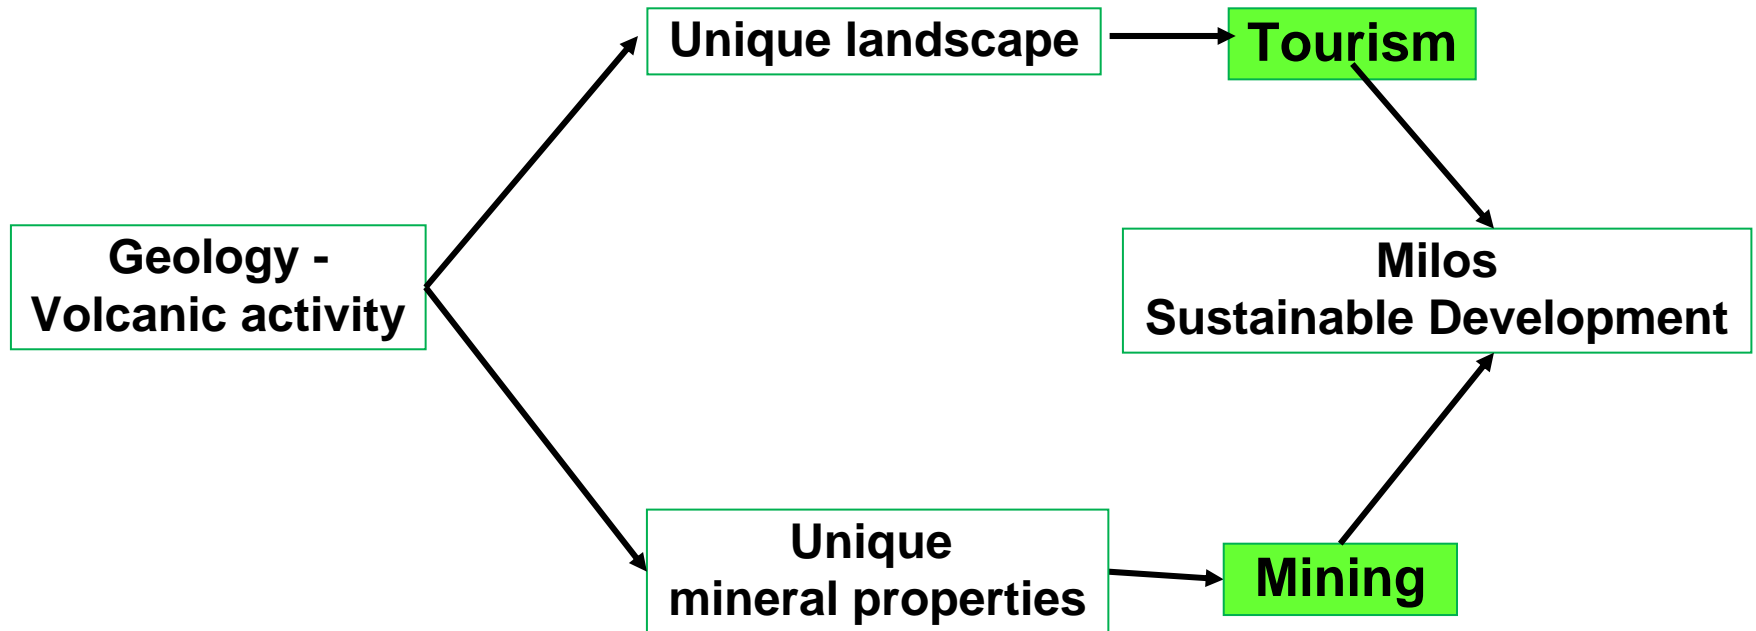 Unique landscape
Tourism
Geology -
Volcanic activity
Milos
Sustainable Development
Unique
mineral properties
Mining